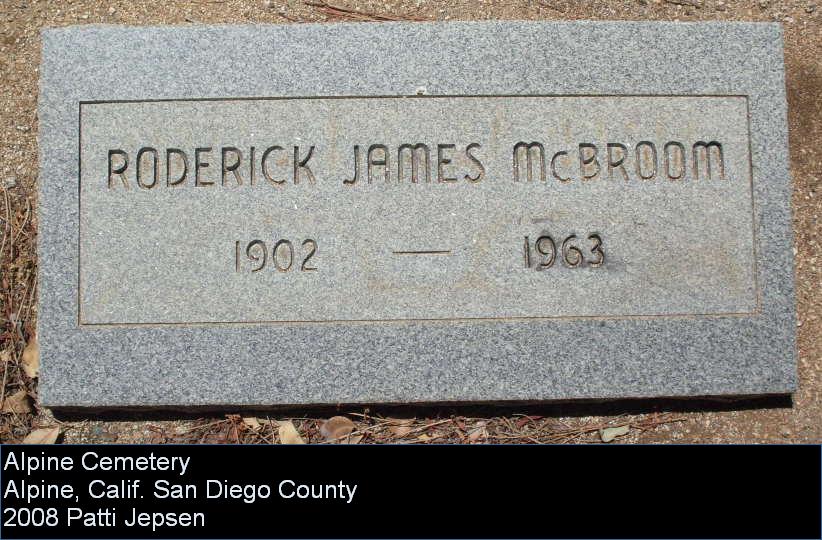 RODERICK JAMES McBROOM
1902 — 1963
Alpine Cemetery
Alpine, Calif. San Diego County
2008 Patti Jepsen